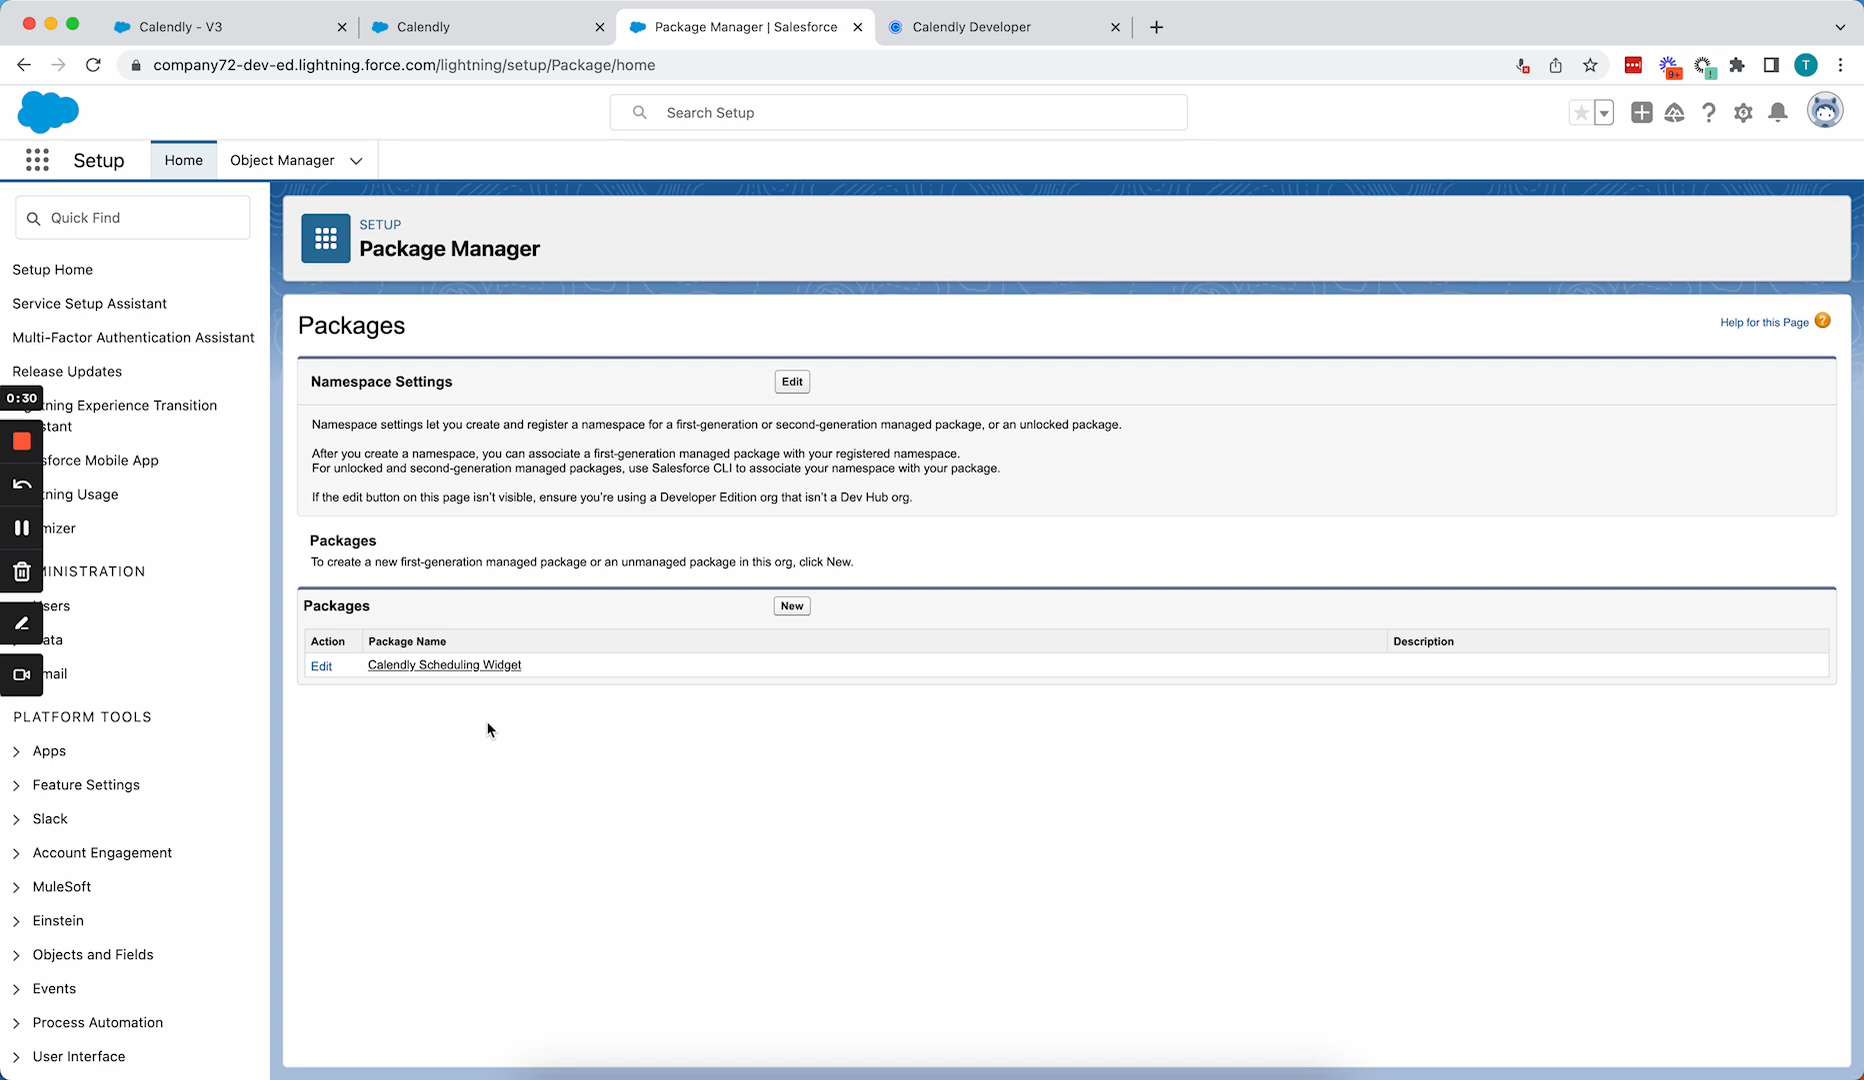 Calendly - V3
Calendly
Package Manager | Salesforce
Calendly Developer
company72-dev-ed.lightning.force.com/lightning/setup/Package/home
9+
T
Search Setup
Setup
Home
Object Manager
Quick Find
Setup Home
Service Setup Assistant
Multi-Factor Authentication Assistant
Release Updates
0:30
tning Experience Transition
stant
sforce Mobile App
tning Usage
mizer
MINISTRATION
sers
ata
mail
PLATFORM TOOLS
Apps
Feature Settings
Slack
Account Engagement
MuleSoft
Einstein
Objects and Fields
Events
Process Automation
User Interface
SETUP
Package Manager
Packages
Help for this Page ?
Namespace Settings
Edit
Namespace settings let you create and register a namespace for a first-generation or second-generation managed package, or an unlocked package.
After you create a namespace, you can associate a first-generation managed package with your registered namespace.
For unlocked and second-generation managed packages, use Salesforce CLI to associate your namespace with your package.
If the edit button on this page isn't visible, ensure you're using a Developer Edition org that isn't a Dev Hub org.
Packages
To create a new first-generation managed package or an unmanaged package in this org, click New.
Packages
New
Action Package Name Description
Edit Calendly Scheduling Widget